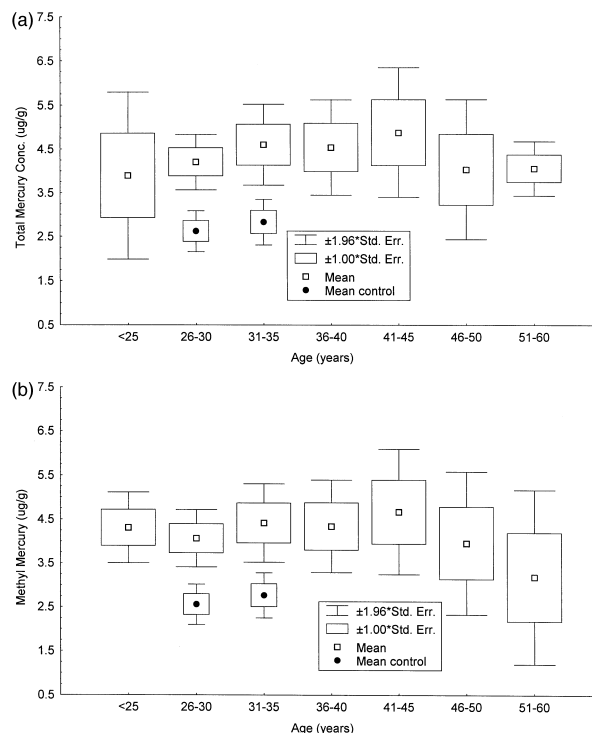 (a)
7.5
6.5
5.5
4.5
3.5
2.5
1.5
0.5
Total Mercury Conc. (ug/g)
±1.96*Std. Err.
±1.00*Std. Err.
Mean
Mean control
<25 26-30 31-35 36-40 41-45 46-50 51-60
Age (years)
(b)
7.5
6.5
5.5
4.5
3.5
2.5
1.5
0.5
Methyl Mercury (ug/g)
±1.96*Std. Err.
±1.00*Std. Err.
Mean
Mean control
<25 26-30 31-35 36-40 41-45 46-50 51-60
Age (years)